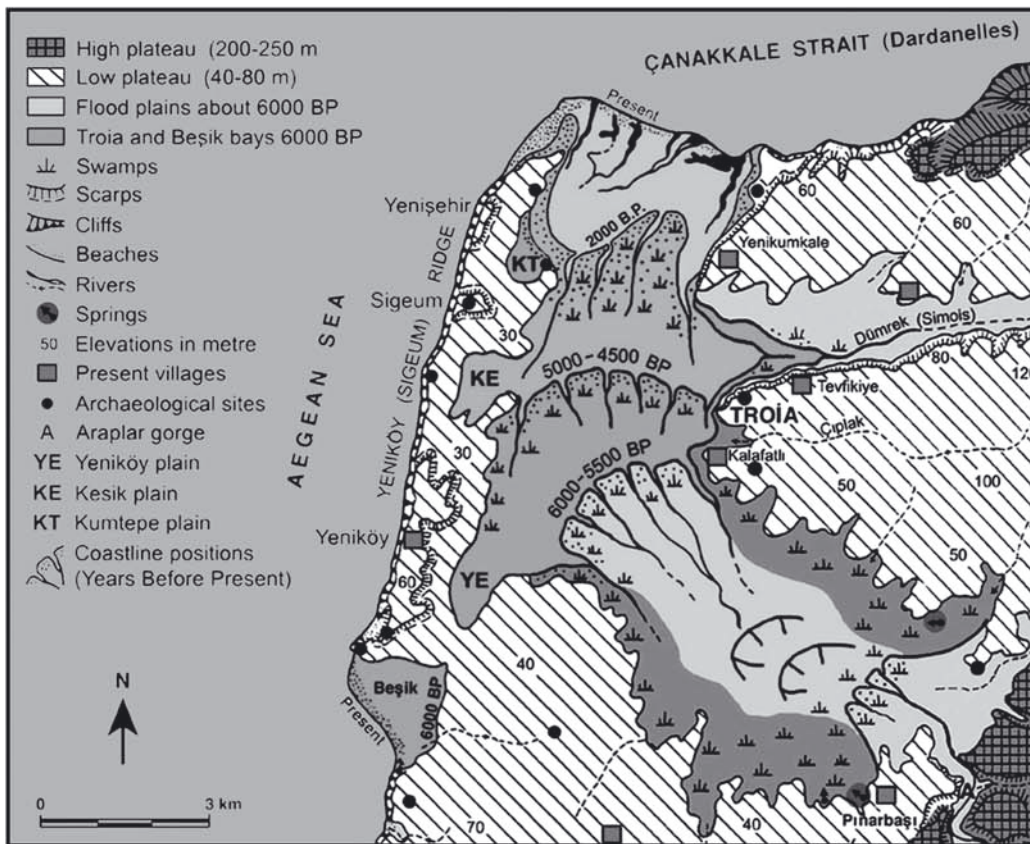 High plateau (200-250 m
Low plateau (40-80 m)
Flood plains about 6000 BP
Troia and Beşik bays 6000 BP
Swamps
Scarps
Cliffs
Beaches
Rivers
Springs
50 Elevations in metre
Present villages
Archaeological sites
A Araplar gorge
YE Yeniköy plain
KE Kesik plain
KT Kumtepe plain
Coastline positions
(Years Before Present)
N
0 3 km
ÇANAKKALE STRAIT (Dardanelles)
AEGEAN SEA
YENIKÖY (SIGEUM) RIDGE
Present
60
60
Yenişehir
2000 B.P.
Yenikumkale
KT
Sigeum
30
Dümrek (Simois)
80
120
5000-4500 BP
KE
Tevfikiye
TROİA
Çıplak
Kalafatlı
30
6000-5500 BP
50
100
Yeniköy
50
60
YE
40
Beşik
6000 BP
Present
A
Pınarbaşı
70
40